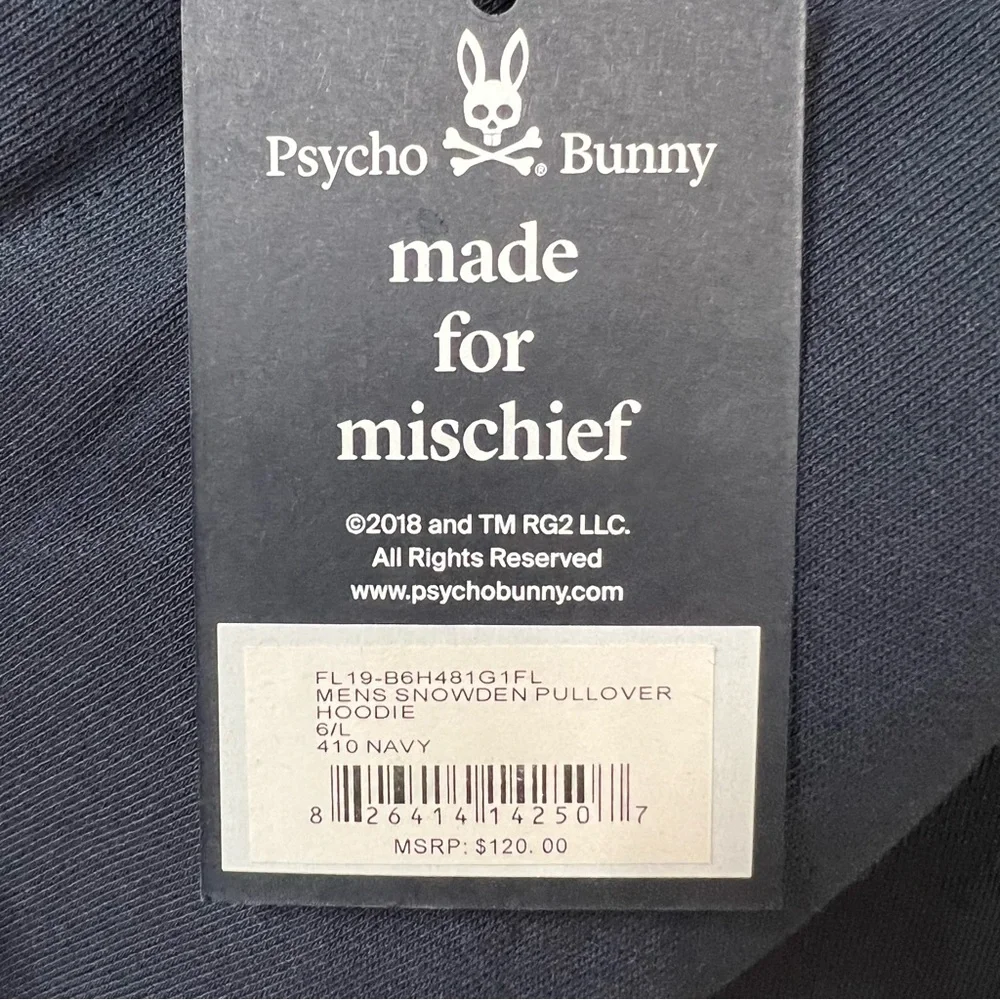 Psycho ® Bunny
made
for
mischief
©2018 and TM RG2 LLC.
All Rights Reserved
www.psychobunny.com
FL19-B6H481G1FL
MENS SNOWDEN PULLOVER
HOODIE
6/L
410 NAVY
8 26414 14250 7
MSRP: $120. 00